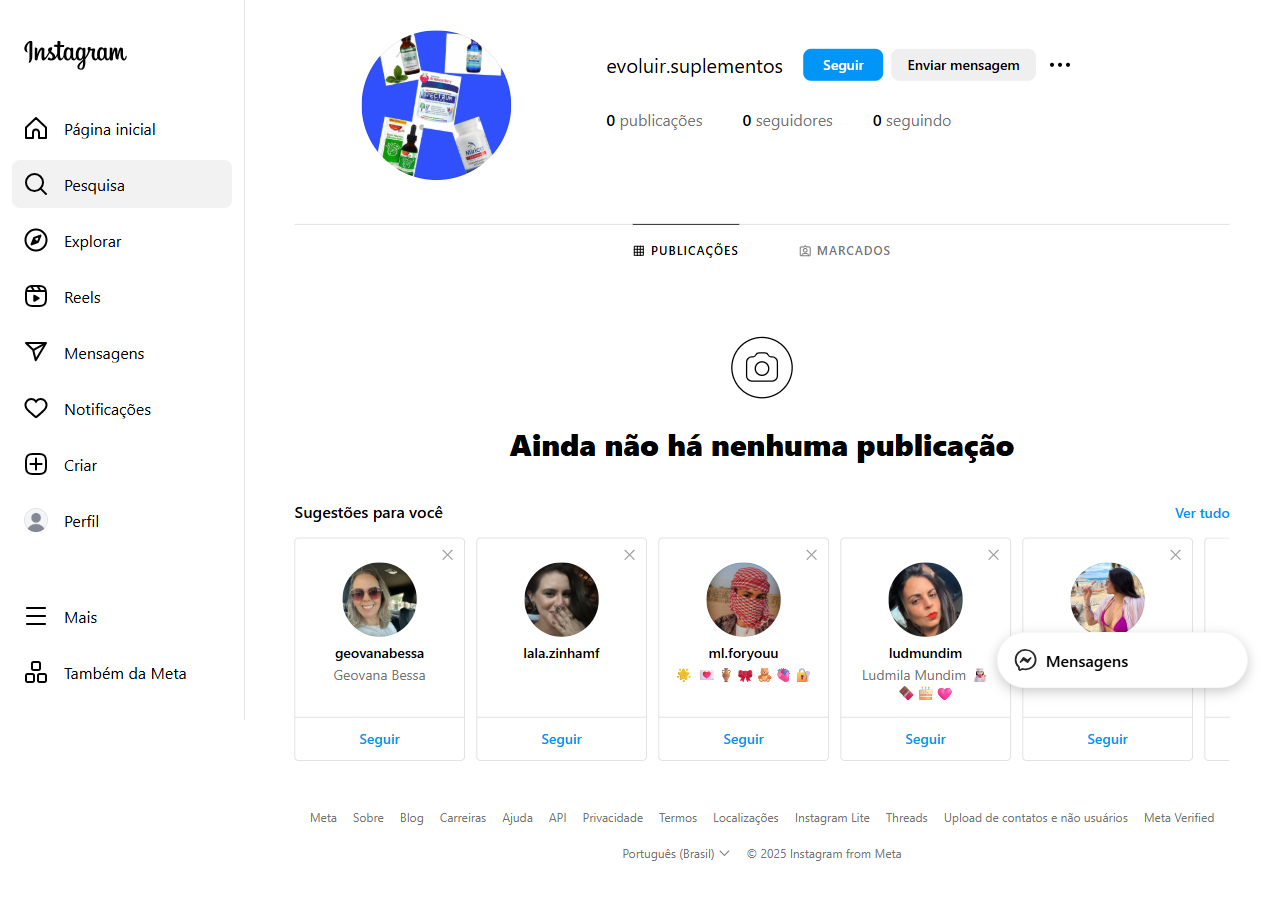 Instagram
Página inicial
Pesquisa
Explorar
Reels
Mensagens
Notificações
Criar
Perfil
Mais
Também da Meta
evoluir.suplementos
Seguir
Enviar mensagem
0 publicações
0 seguidores
0 seguindo
PUBLICAÇÕES
MARCADOS
Ainda não há nenhuma publicação
Sugestões para você
Ver tudo
geovanabessa
Geovana Bessa
Seguir
lala.zinhamf
Seguir
ml.foryouu
Seguir
ludmundim
Ludmila Mundim
Seguir
Seguir
Mensagens
Meta Sobre Blog Carreiras Ajuda API Privacidade Termos Localizações Instagram Lite Threads Upload de contatos e não usuários Meta Verified
Português (Brasil) © 2025 Instagram from Meta